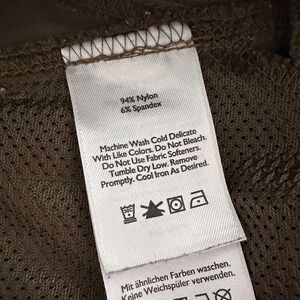 94% Nylon
6% Spandex
Machine Wash Cold Delicate
With Like Colors. Do Not Bleach.
Do Not Use Fabric Softeners.
Tumble Dry Low. Remove
Promptly. Cool Iron As Desired.
Mit ähnlichen Farben waschen.
Keine Weichspüler verwenden.